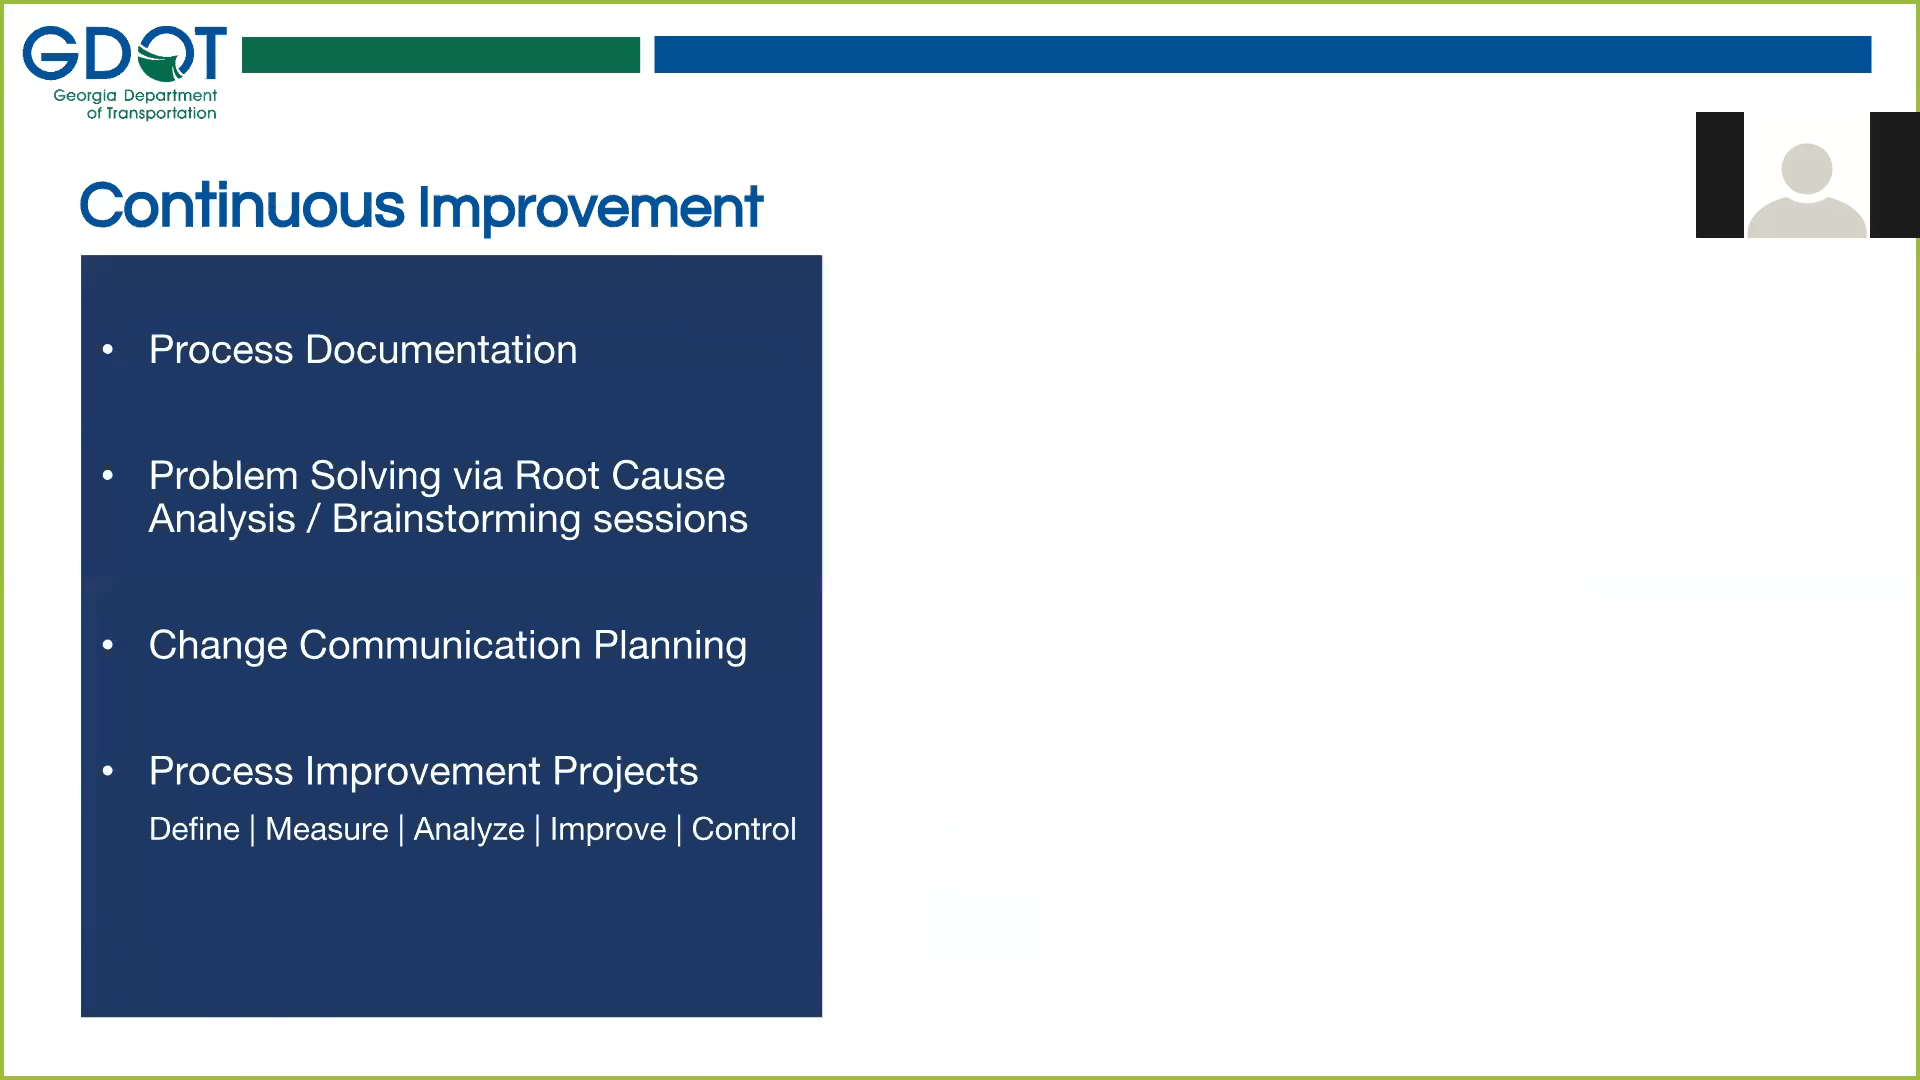 GDOT
Georgia Department
of Transportation
Continuous Improvement
• Process Documentation
• Problem Solving via Root Cause
Analysis / Brainstorming sessions
• Change Communication Planning
• Process Improvement Projects
Define | Measure | Analyze | Improve | Control